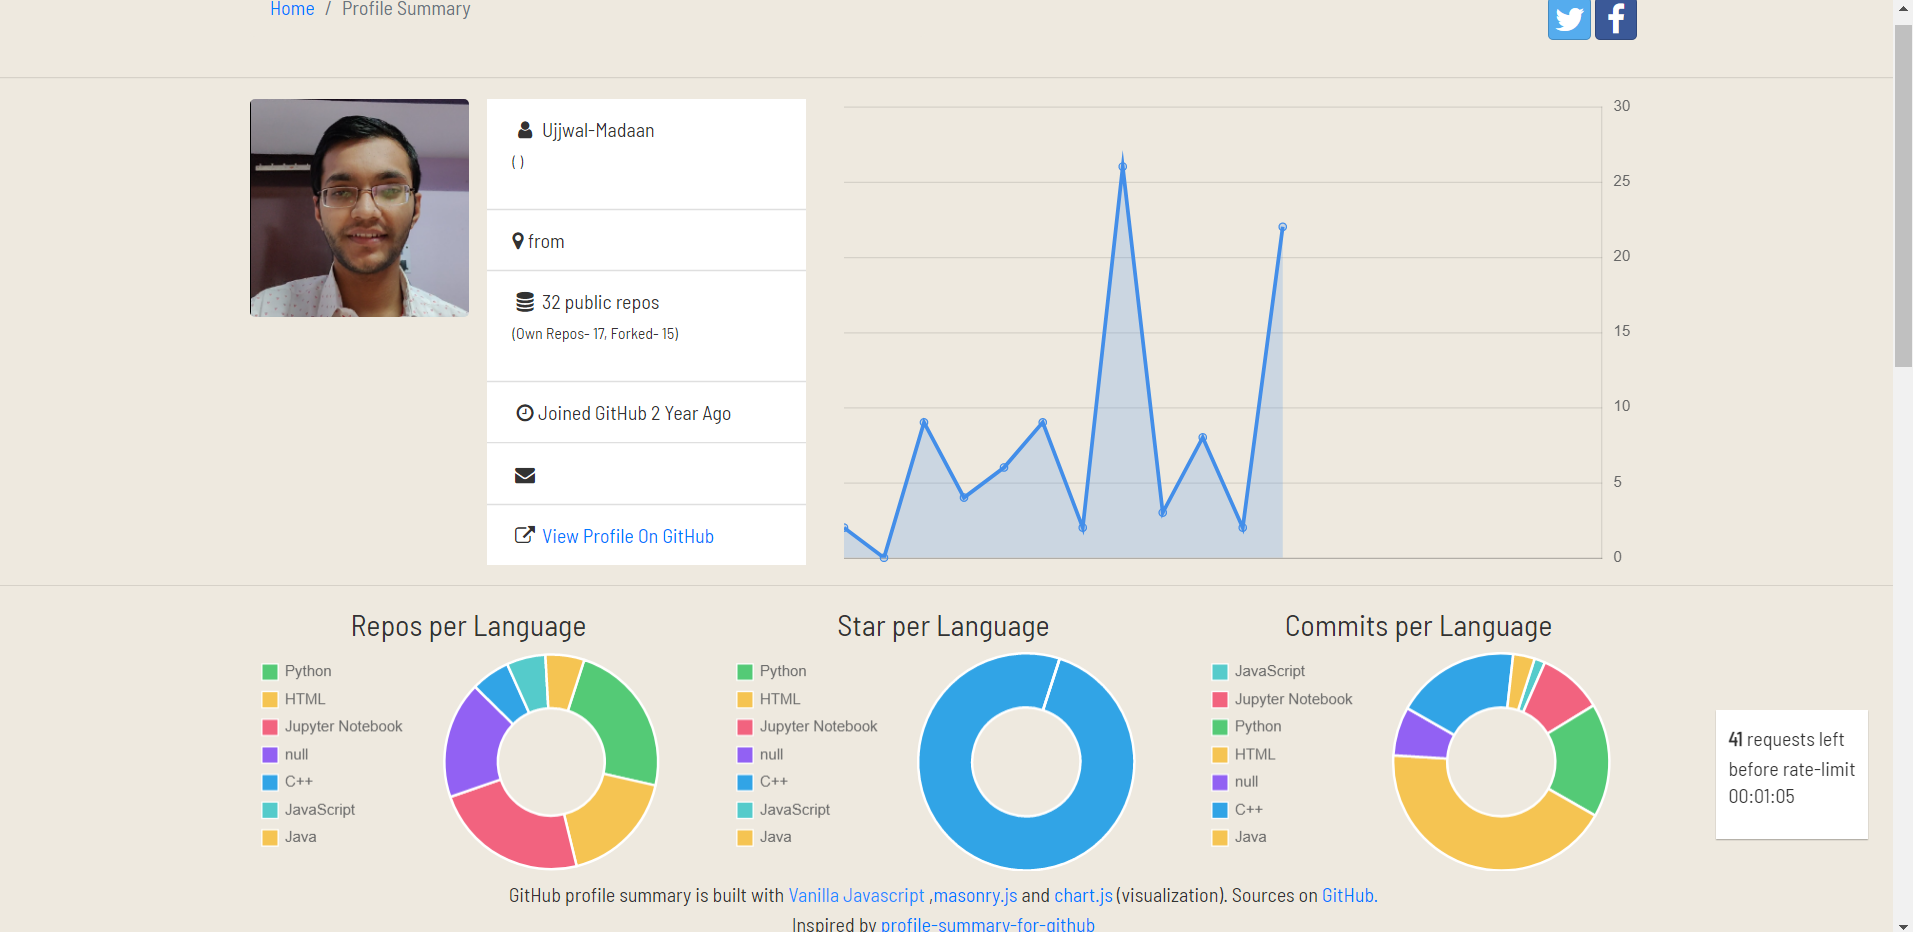 Home / Profile Summary
Ujjwal-Madaan
( )
from
32 public repos
(Own Repos- 17, Forked- 15)
Joined GitHub 2 Year Ago
View Profile On GitHub
30
25
20
15
10
5
0
Repos per Language
Python
HTML
Jupyter Notebook
null
C++
JavaScript
Java
Star per Language
Python
HTML
Jupyter Notebook
null
C++
JavaScript
Java
Commits per Language
JavaScript
Jupyter Notebook
Python
HTML
null
C++
Java
41 requests left
before rate-limit
00:01:05
GitHub profile summary is built with Vanilla Javascript ,masonry.js and chart.js (visualization). Sources on GitHub.
Inspired by profile-summary-for-github